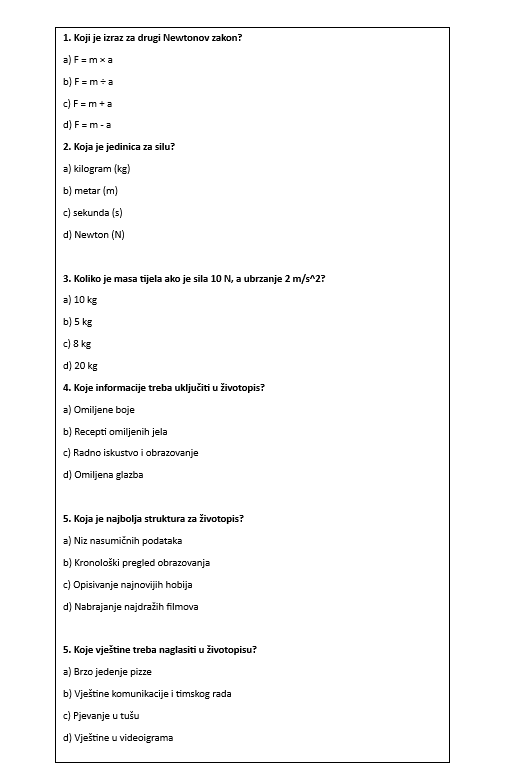 1. Koji je izraz za drugi Newtonov zakon?
a) F = m × a
b) F = m ÷ a
c) F = m + a
d) F = m - a
2. Koja je jedinica za silu?
a) kilogram (kg)
b) metar (m)
c) sekunda (s)
d) Newton (N)
3. Koliko je masa tijela ako je sila 10 N, a ubrzanje 2 m/s^2?
a) 10 kg
b) 5 kg
c) 8 kg
d) 20 kg
4. Koje informacije treba uključiti u životopis?
a) Omiljene boje
b) Recepti omiljenih jela
c) Radno iskustvo i obrazovanje
d) Omiljena glazba
5. Koja je najbolja struktura za životopis?
a) Niz nasumičnih podataka
b) Kronološki pregled obrazovanja
c) Opisivanje najnovijih hobija
d) Nabrajanje najdražih filmova
5. Koje vještine treba naglasiti u životopisu?
a) Brzo jedenje pizze
b) Vještine komunikacije i timskog rada
c) Pjevanje u tušu
d) Vještine u videoigrama